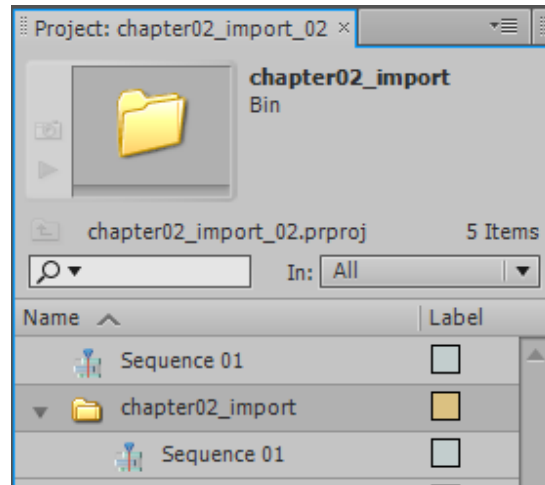 Project: chapter02_import_02 ×
chapter02_import
Bin
chapter02_import_02.prproj 5 Items
In: All
Name Label
Sequence 01
chapter02_import
Sequence 01